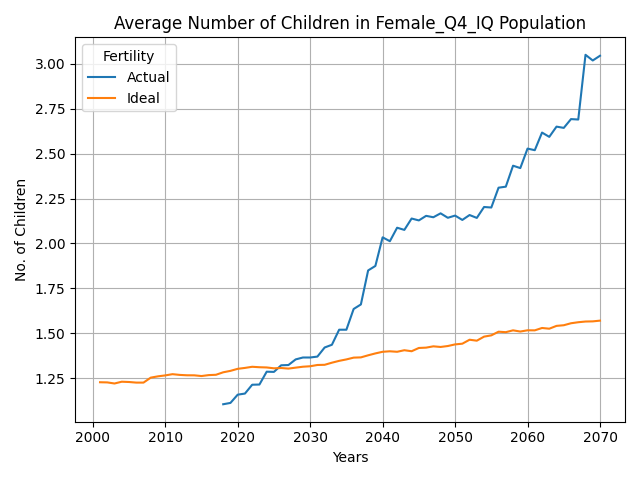 Average Number of Children in Female_Q4_IQ Population
Fertility
Actual
Ideal
No. of Children
3.00
2.75
2.50
2.25
2.00
1.75
1.50
1.25
2000 2010 2020 2030 2040 2050 2060 2070
Years